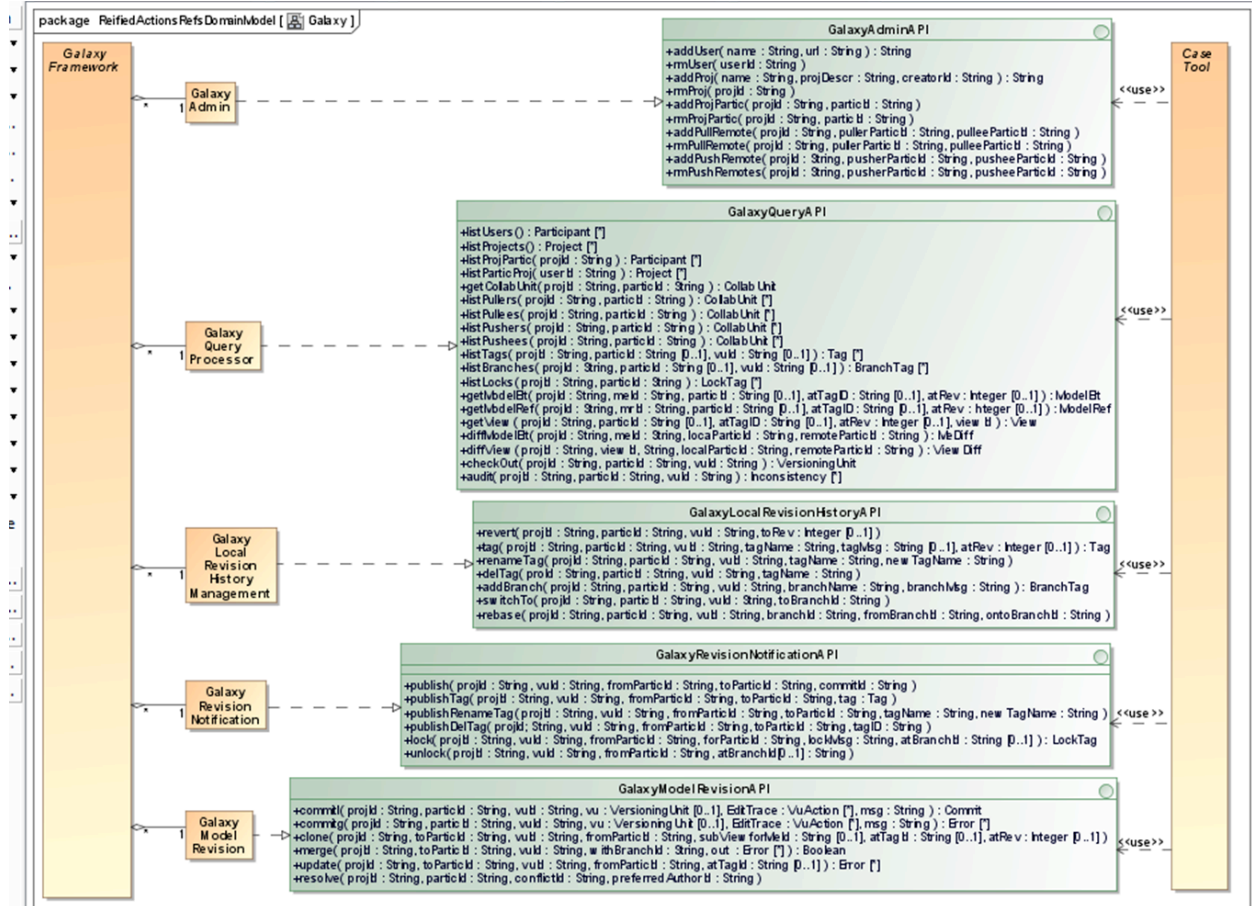 package ReifiedActionsRefsDomainModel [ Galaxy ]
Galaxy
Framework
Case
Tool
Galaxy
Admin
* 1
GalaxyAdminAPI
+addUser( name : String, url : String ) : String
+rmUser( userId : String )
+addProj( name : String, projDescr : String, creatorId : String ) : String
+rmProj( projId : String )
+addProjPartic( projId : String, particId : String )
+rmProjPartic( projId : String, particId : String )
+addPullRemote( projId : String, pullerParticId : String, pulleeParticId : String )
+rmPullRemote( projId : String, pullerParticId : String, pulleeParticId : String )
+addPushRemote( projId : String, pusherParticId : String, pusheeParticId : String )
+rmPushRemotes( projId : String, pusherParticId : String, pusheeParticId : String )
<<use>>
Galaxy
Query
Processor
* 1
GalaxyQueryAPI
+listUsers() : Participant [*]
+listProjects() : Project [*]
+listProjPartic( projId : String ) : Participant [*]
+listParticProj( userId : String ) : Project [*]
+getCollabUnit( projId : String, particId : String ) : CollabUnit
+listPullers( projId : String, particId : String ) : CollabUnit [*]
+listPullees( projId : String, particId : String ) : CollabUnit [*]
+listPushers( projId : String, particId : String ) : CollabUnit [*]
+listPushees( projId : String, particId : String ) : CollabUnit [*]
+listTags( projId : String, particId : String [0..1], vuId : String [0..1] ) : Tag [*]
+listBranches( projId : String, particId : String [0..1], vuId : String [0..1] ) : BranchTag [*]
+listLocks( projId : String, particId : String ) : LockTag [*]
+getModelElt( projId : String, meId : String, particId : String [0..1], atTagID : String [0..1], atRev : Integer [0..1] ) : ModelElt
+getModelRef( projId : String, mrId : String, particId : String [0..1], atTagID : String [0..1], atRev : Integer [0..1] ) : ModelRef
+getView( projId : String, particId : String [0..1], atTagID : String [0..1], atRev : Integer [0..1], viewId ) : View
+diffModelElt( projId : String, meId : String, locaParticId : String, remoteParticId : String ) : MeDiff
+diffView( projId : String, viewId, String, localParticId : String, remoteParticId : String ) : ViewDiff
+checkOut( projId : String, particId : String, vuId : String ) : VersioningUnit
+audit( projId : String, particId : String, vuId : String ) : Inconsistency [*]
<<use>>
Galaxy
Local
Revision
History
Management
* 1
GalaxyLocalRevisionHistoryAPI
+revert( projId : String, particId : String, vuId : String, toRev : Integer [0..1] )
+tag( projId : String, particId : String, vuId : String, tagName : String, tagMsg : String [0..1], atRev : Integer [0..1] ) : Tag
+renameTag( projId : String, particId : String, vuId : String, tagName : String, newTagName : String )
+delTag( projId : String, particId : String, vuId : String, tagName : String )
+addBranch( projId : String, particId : String, vuId : String, branchName : String, branchMsg : String ) : BranchTag
+switchTo( projId : String, particId : String, vuId : String, toBranchId : String )
+rebase( projId : String, particId : String, vuId : String, branchId : String, fromBranchId : String, ontoBranchId : String )
<<use>>
Galaxy
Revision
Notification
* 1
GalaxyRevisionNotificationAPI
+publish( projId : String, vuId : String, fromParticId : String, toParticId : String, commitId : String )
+publishTag( projId : String, vuId : String, fromParticId : String, toParticId : String, tag : Tag )
+publishRenameTag( projId : String, vuId : String, fromParticId : String, toParticId : String, tagName : String, newTagName : String )
+publishDelTag( projId; String, vuId : String, fromParticId : String, toParticId : String, tagID : String )
+lock( projId : String, vuId : String, fromParticId : String, forParticId : String, lockMsg : String, atBranchId : String [0..1] ) : LockTag
+unlock( projId : String, vuId : String, fromParticId : String, atBranchId[0..1] : String )
<<use>>
Galaxy
Model
Revision
* 1
GalaxyModelRevisionAPI
+commitl( projId : String, particId : String, vuId : String, vu : VersioningUnit [0..1], EditTrace : VuAction [*], msg : String ) : Commit
+commitg( projId : String, particId : String, vuId : String, vu : VersioningUnit [0..1], EditTrace : VuAction [*], msg : String ) : Error [*]
+clone( projId : String, toParticId : String, vuId : String, fromParticId : String, subViewforMeId : String [0..1], atTagId : String [0..1], atRev : Integer [0..1] )
+merge( projId : String, toParticId : String, vuId : String, withBranchId : String, out : Error [*] ) : Boolean
+update( projId : String, toParticId : String, vuId : String, fromParticId : String, atTagId : String [0..1] ) : Error [*]
+resolve( projId : String, particId : String, conflictId : String, preferredAuthorId : String )
<<use>>